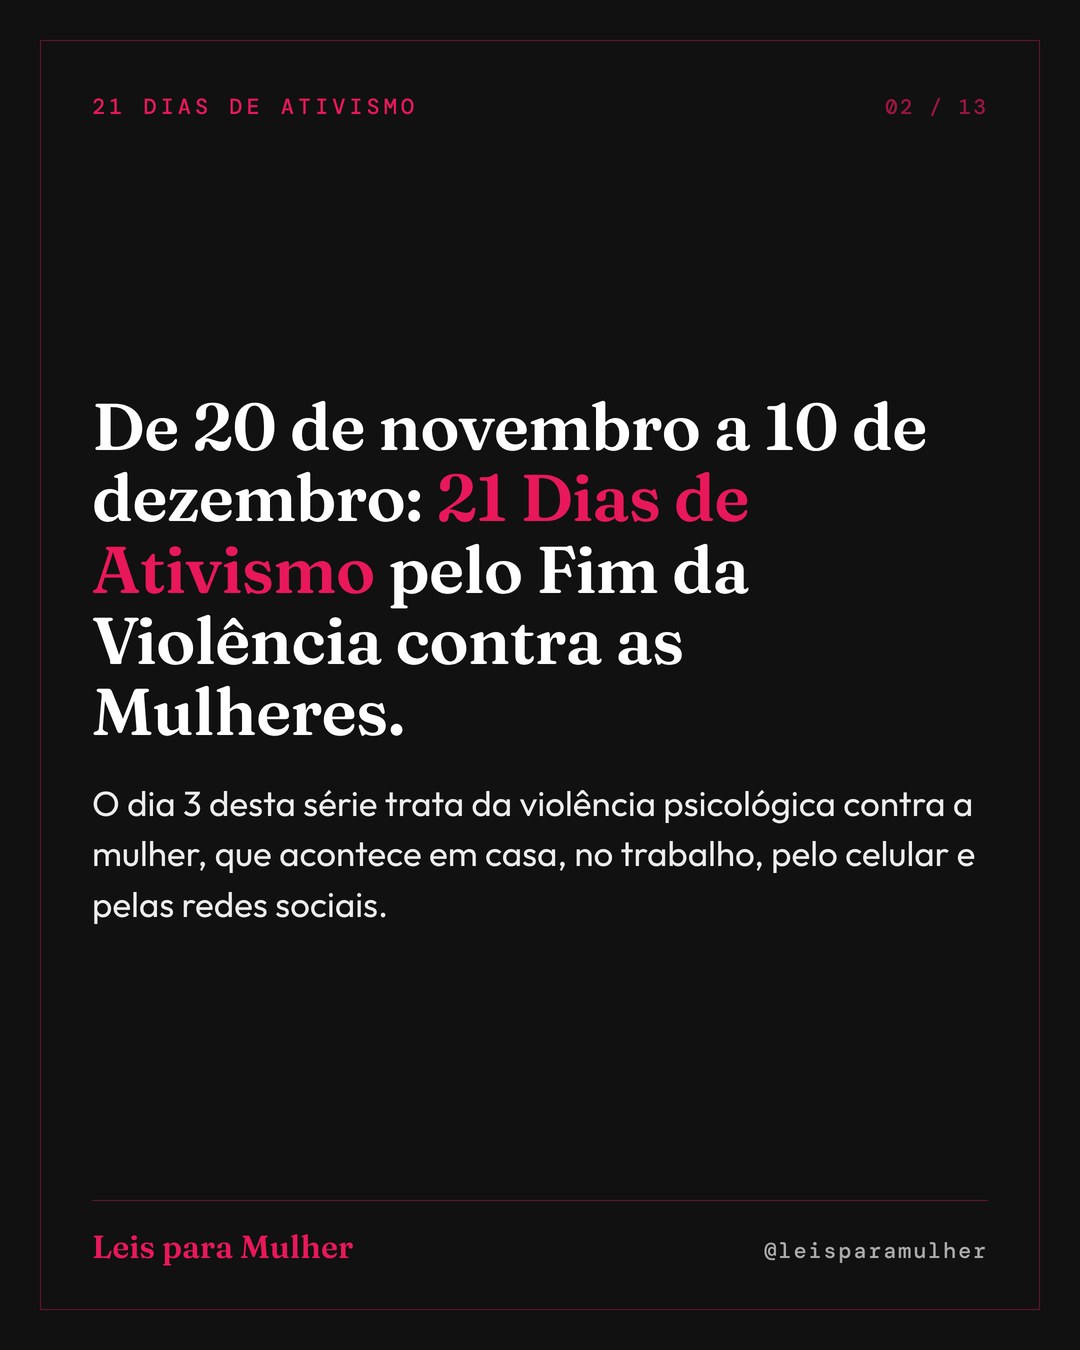 21 DIAS DE ATIVISMO
02 / 13
De 20 de novembro a 10 de
dezembro: 21 Dias de
Ativismo pelo Fim da
Violência contra as
Mulheres.
O dia 3 desta série trata da violência psicológica contra a
mulher, que acontece em casa, no trabalho, pelo celular e
pelas redes sociais.
Leis para Mulher
@leisparamulher